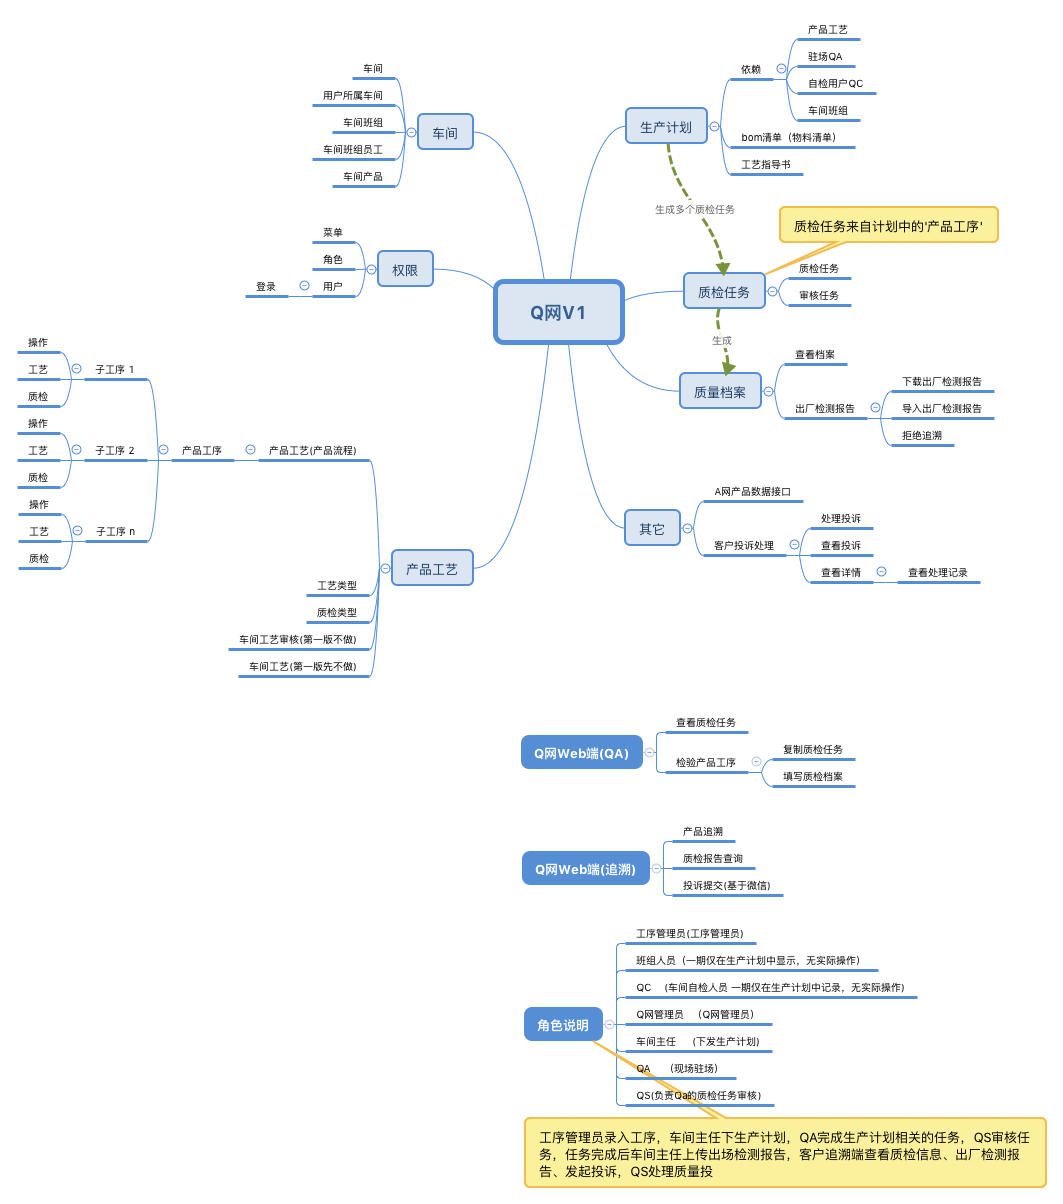 Q网V1
生产计划
依赖
产品工艺
驻场QA
自检用户QC
车间班组
bom清单（物料清单）
工艺指导书
生成多个质检任务
质检任务来自计划中的'产品工序'
质检任务
质检任务
审核任务
生成
质量档案
查看档案
出厂检测报告
下载出厂检测报告
导入出厂检测报告
拒绝追溯
其它
A网产品数据接口
客户投诉处理
处理投诉
查看投诉
查看详情
查看处理记录
车间
车间
用户所属车间
车间班组
车间班组员工
车间产品
权限
菜单
角色
用户
登录
产品工艺
产品工艺(产品流程)
产品工序
子工序 1
操作
工艺
质检
子工序 2
操作
工艺
质检
子工序 n
操作
工艺
质检
工艺类型
质检类型
车间工艺审核(第一版不做)
车间工艺(第一版先不做)
Q网Web端(QA)
查看质检任务
检验产品工序
复制质检任务
填写质检档案
Q网Web端(追溯)
产品追溯
质检报告查询
投诉提交(基于微信)
角色说明
工序管理员(工序管理员)
班组人员（一期仅在生产计划中显示，无实际操作）
QC （车间自检人员 一期仅在生产计划中记录，无实际操作）
Q网管理员 （Q网管理员）
车间主任 (下发生产计划)
QA （现场驻场）
QS(负责Qa的质检任务审核)
工序管理员录入工序，车间主任下生产计划，QA完成生产计划相关的任务，QS审核任
务，任务完成后车间主任上传出场检测报告，客户追溯端查看质检信息、出厂检测报
告、发起投诉，QS处理质量投